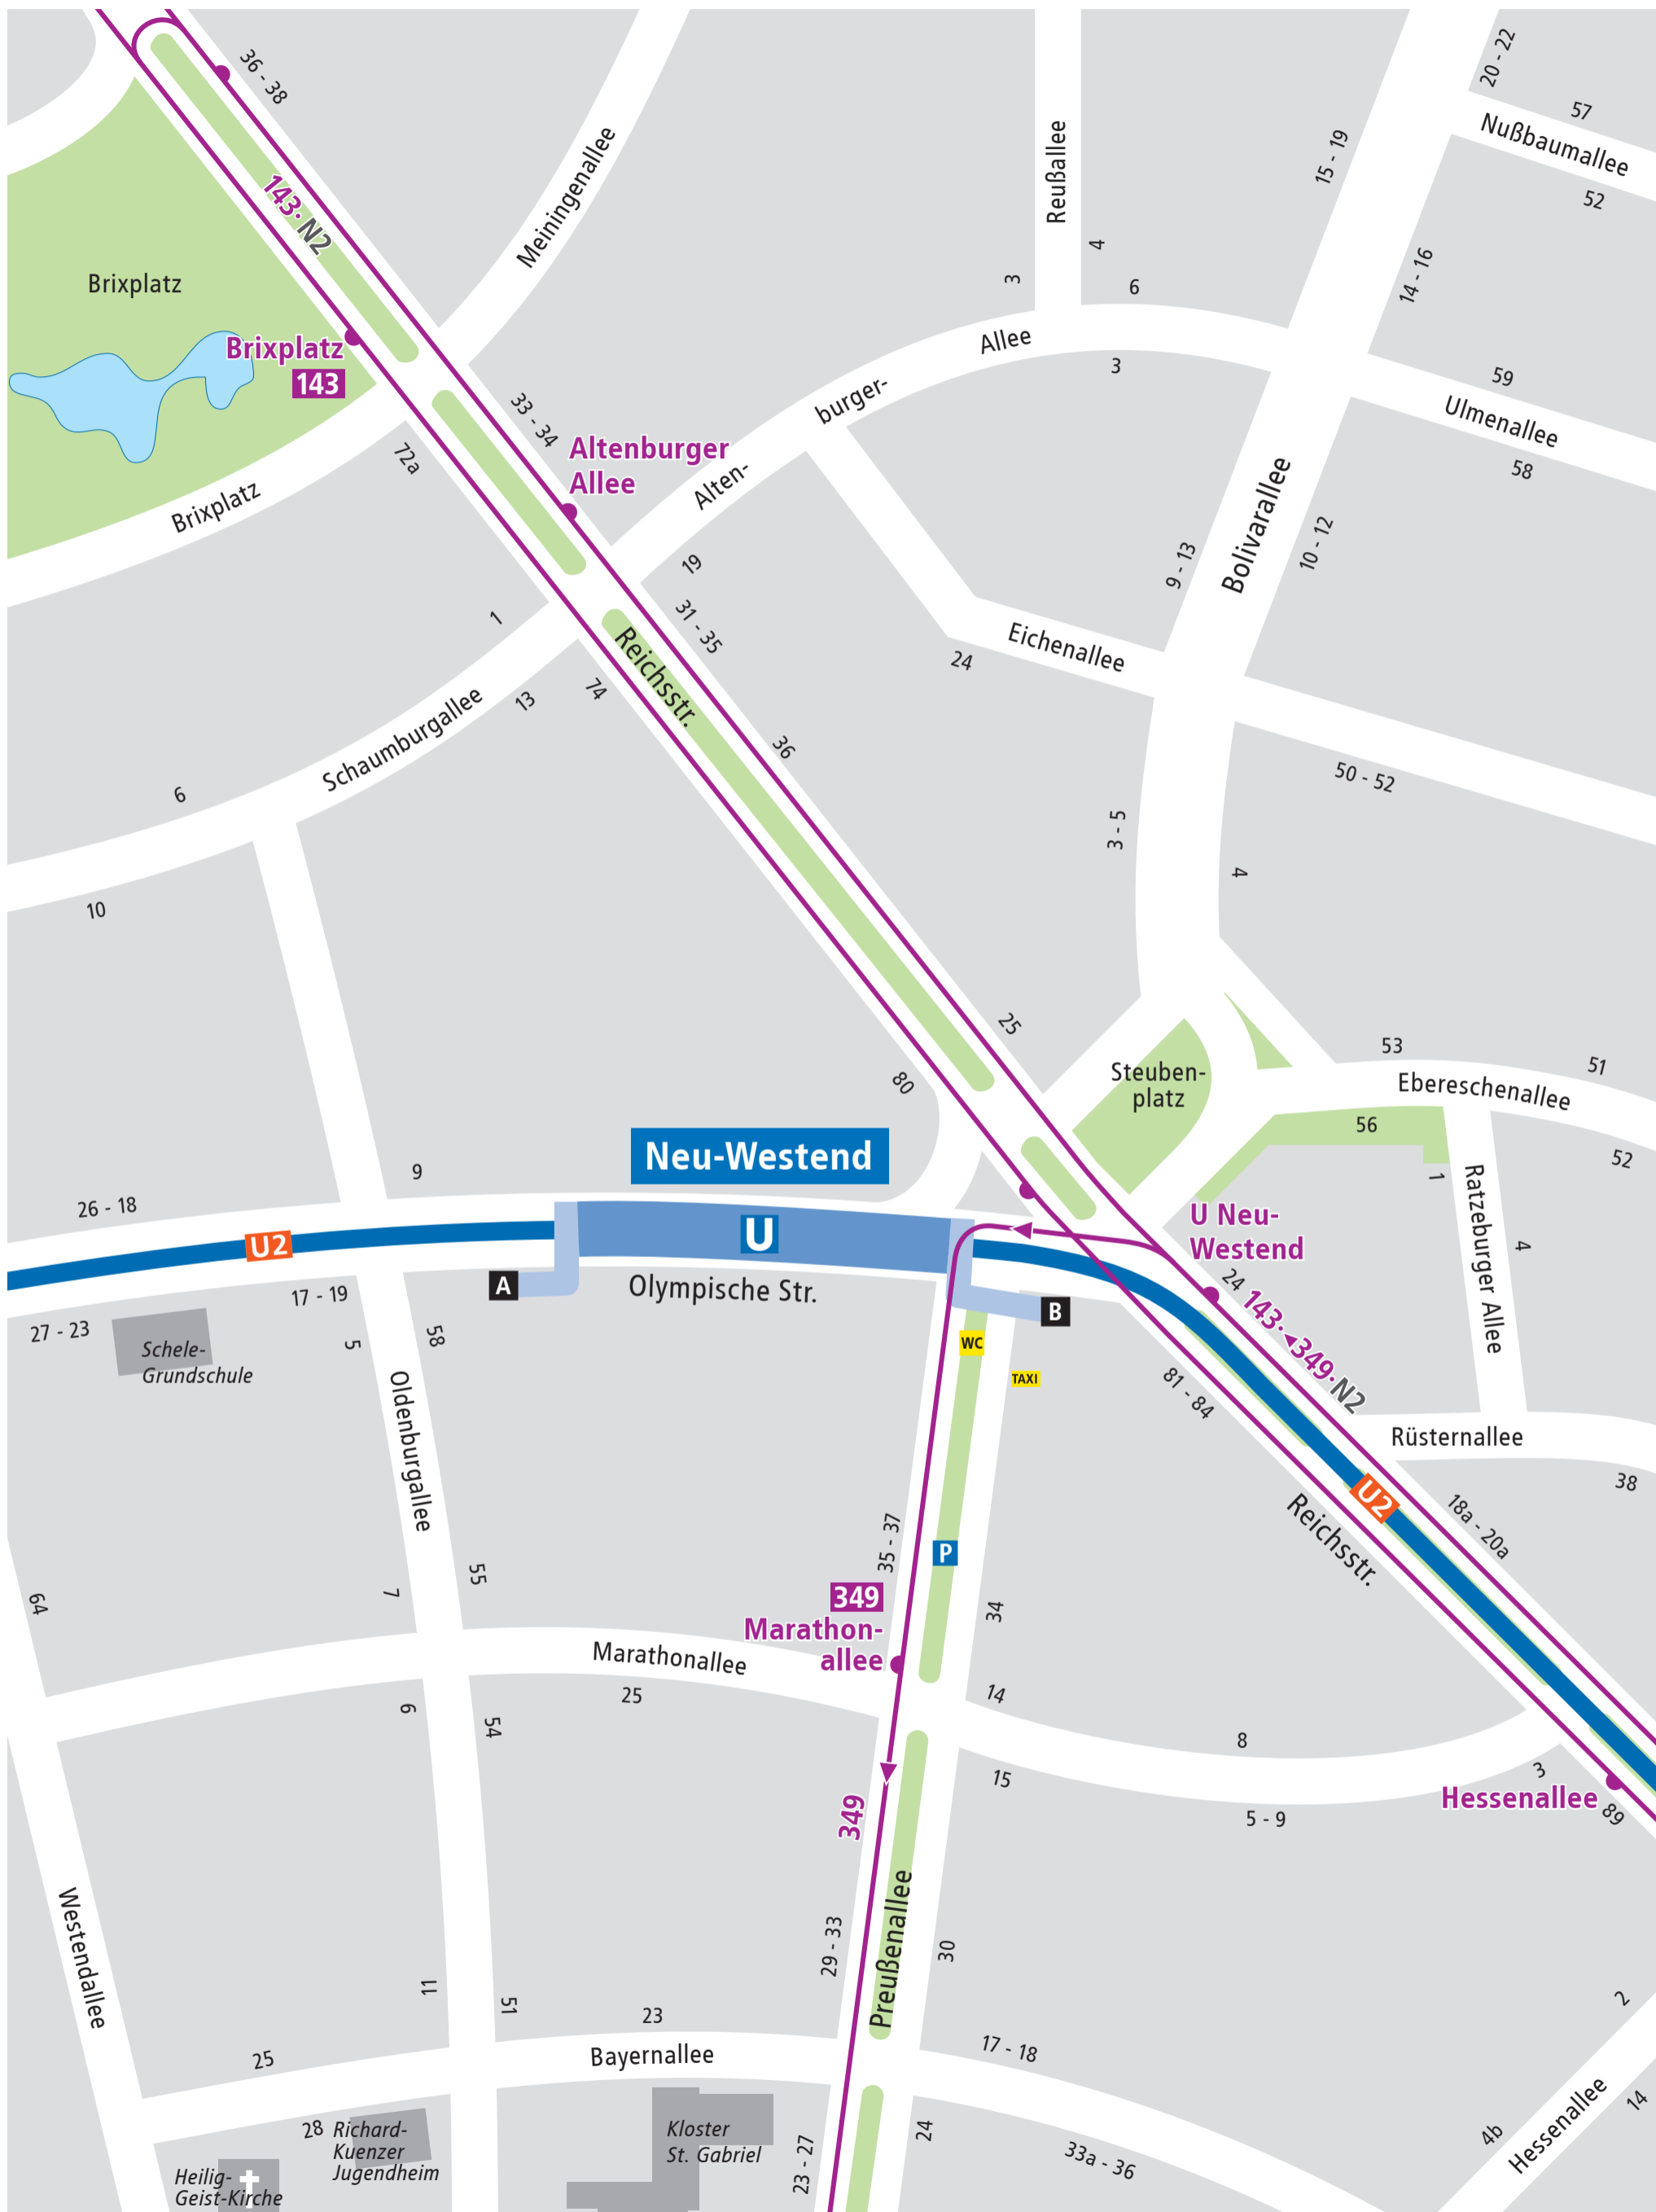 36 - 38
20 - 22
57
Nußbaumallee
52
15 - 19
Reußallee
Meiningenallee
143· N2
4
3
6
14 - 16
Brixplatz
Brixplatz
143
Allee
3
59
Ulmenallee
58
burger-
33 - 34
72a
Altenburger
Allee
Alten-
Brixplatz
Bolivarallee
9 - 13
10 - 12
19
31 - 35
1
Eichenallee
24
Reichsstr.
74
13
Schaumburgallee
36
50 - 52
6
3 - 5
4
10
25
53
51
80
Steuben-
platz
Ebereschenallee
56
52
Neu-Westend
9
1
Ratzeburger Allee
4
26 - 18
U2
U
U Neu-
Westend
24
A
Olympische Str.
B
143·◄349·N2
17 - 19
27 - 23
5
58
Schele-
Grundschule
WC
TAXI
81 - 84
Oldenburgallee
Rüsternallee
38
U2
18a - 20a
Reichsstr.
35 - 37
P
64
7
55
349
Marathon-
allee
34
Marathonallee
25
14
6
54
8
15
3
Hessenallee
89
5 - 9
349
Preußenallee
29 - 33
30
Westendallee
11
51
23
2
Bayernallee
17 - 18
25
Hessenallee
14
4b
28
Richard-
Kuenzer
Jugendheim
Kloster
St. Gabriel
24
23 - 27
33a - 36
Heilig-
Geist-Kirche